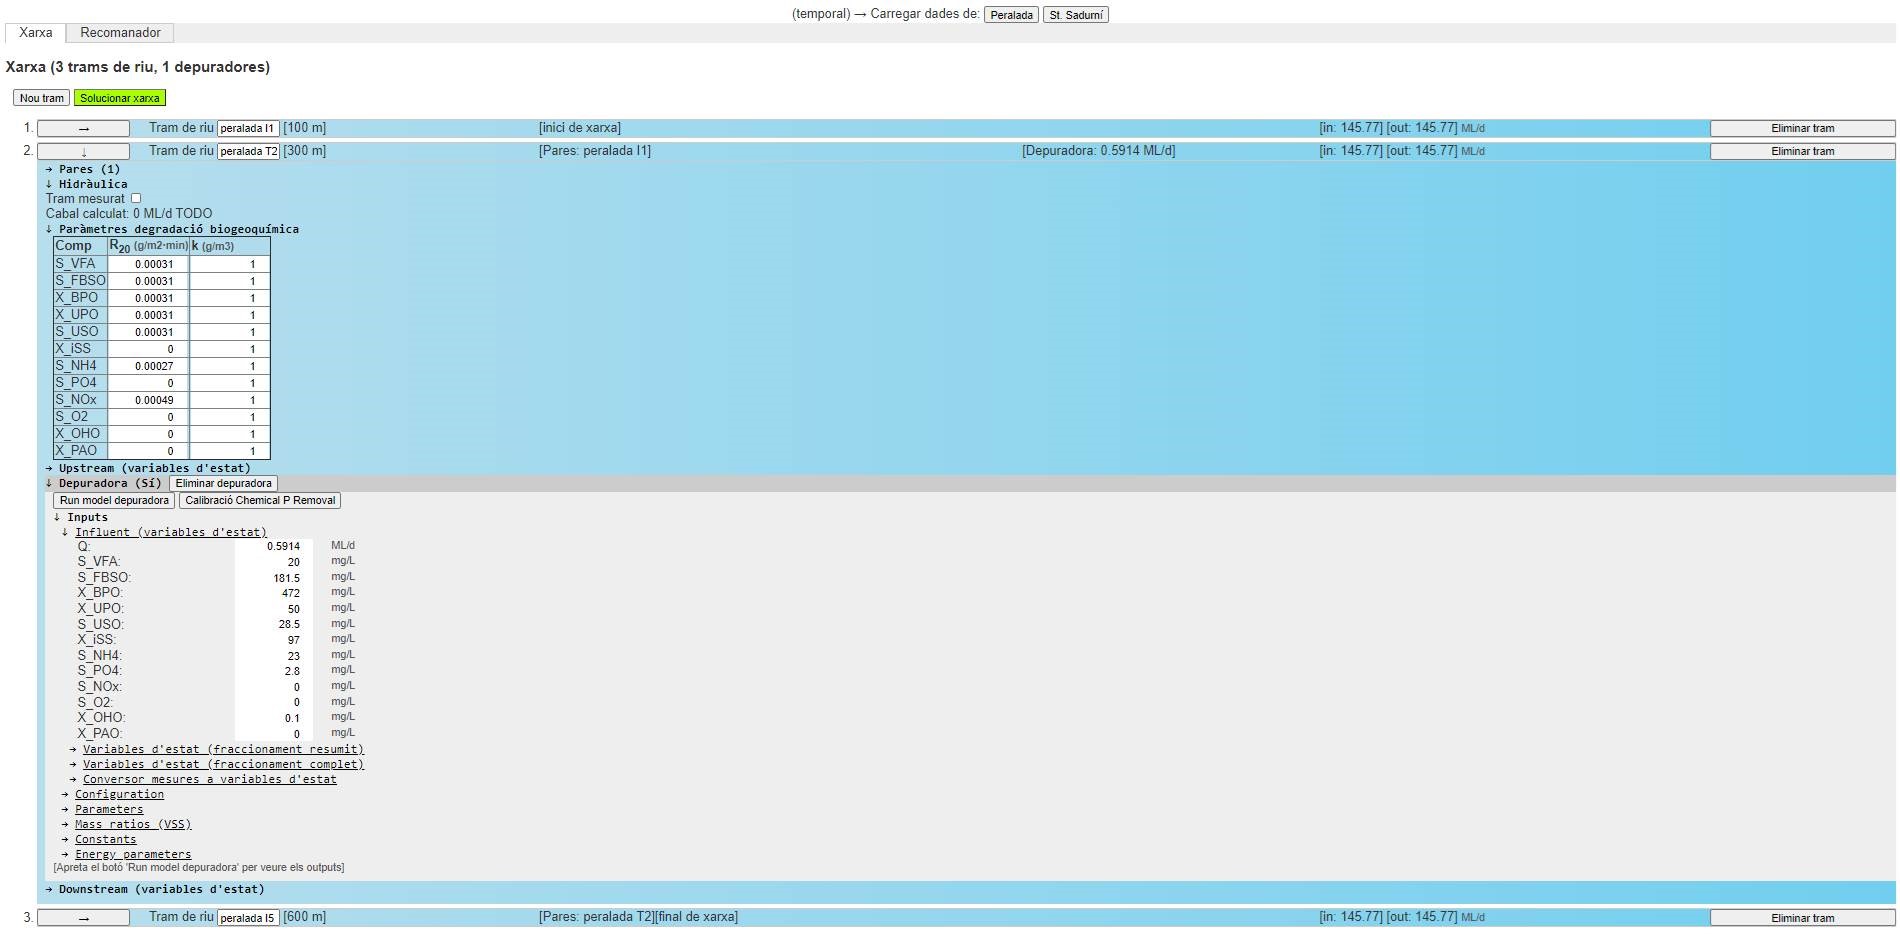 (temporal) → Carregar dades de: Peralada St. Sadurní
Xarxa Recomanador
Xarxa (3 trams de riu, 1 depuradores)
Nou tram Solucionar xarxa
1. → Tram de riu peralada I1 [100 m] [inici de xarxa] [in: 145.77] [out: 145.77] ML/d Eliminar tram
2. ↓ Tram de riu peralada T2 [300 m] [Pares: peralada I1] [Depuradora: 0.5914 ML/d] [in: 145.77] [out: 145.77] ML/d Eliminar tram
→ Pares (1)
↓ Hidràulica
Tram mesurat
Cabal calculat: 0 ML/d TODO
↓ Paràmetres degradació biogeoquímica
Comp R20 (g/m2·min) k (g/m3)
S_VFA 0.00031 1
S_FBSO 0.00031 1
X_BPO 0.00031 1
X_UPO 0.00031 1
S_USO 0.00031 1
X_iSS 0 1
S_NH4 0.00027 1
S_PO4 0 1
S_NOx 0.00049 1
S_O2 0 1
X_OHO 0 1
X_PAO 0 1
→ Upstream (variables d'estat)
↓ Depuradora (Sí) Eliminar depuradora
Run model depuradora Calibració Chemical P Removal
↓ Inputs
↓ Influent (variables d'estat)
Q: 0.5914 ML/d
S_VFA: 20 mg/L
S_FBSO: 181.5 mg/L
X_BPO: 472 mg/L
X_UPO: 50 mg/L
S_USO: 28.5 mg/L
X_iSS: 97 mg/L
S_NH4: 23 mg/L
S_PO4: 2.8 mg/L
S_NOx: 0 mg/L
S_O2: 0 mg/L
X_OHO: 0.1 mg/L
X_PAO: 0 mg/L
→ Variables d'estat (fraccionament resumit)
→ Variables d'estat (fraccionament complet)
→ Conversor mesures a variables d'estat
→ Configuration
→ Parameters
→ Mass ratios (VSS)
→ Constants
→ Energy parameters
[Apreta el botó 'Run model depuradora' per veure els outputs]
→ Downstream (variables d'estat)
3. → Tram de riu peralada I5 [600 m] [Pares: peralada T2][final de xarxa] [in: 145.77] [out: 145.77] ML/d Eliminar tram